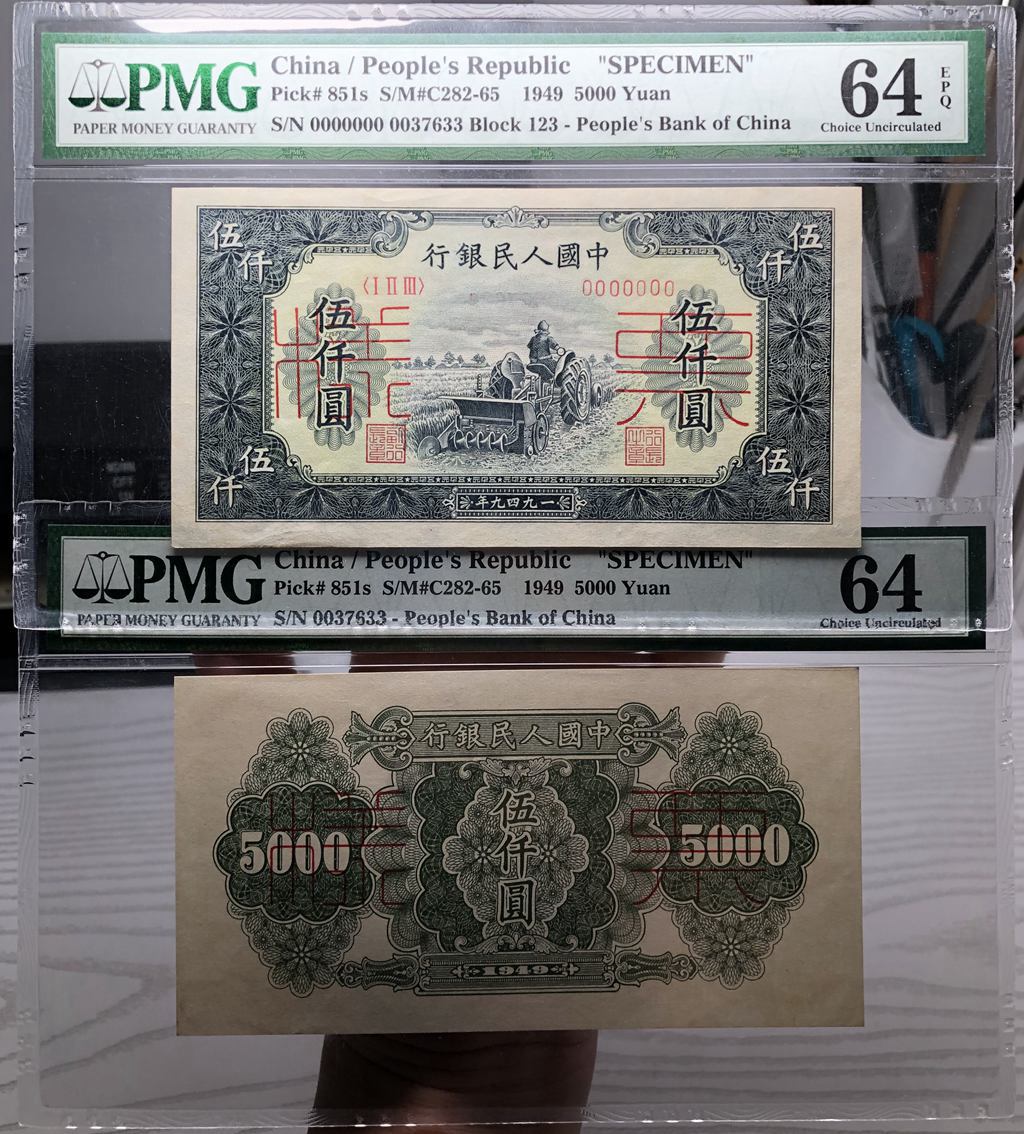 PMG
PAPER MONEY GUARANTY
China / People's Republic "SPECIMEN"
Pick# 851s S/M#C282-65 1949 5000 Yuan
S/N 0000000 0037633 Block 123 - People's Bank of China
64
EPQ
Choice Uncirculated
伍仟
伍仟
行銀民人國中
〈I II III〉
0000000
伍仟圓
伍仟圓
票
伍仟
伍仟
年九四九一
PMG
PAPER MONEY GUARANTY
China / People's Republic "SPECIMEN"
Pick# 851s S/M#C282-65 1949 5000 Yuan
S/N 0037633 - People's Bank of China
64
Choice Uncirculated
行銀民人國中
5000
伍仟圓
5000
票
1949